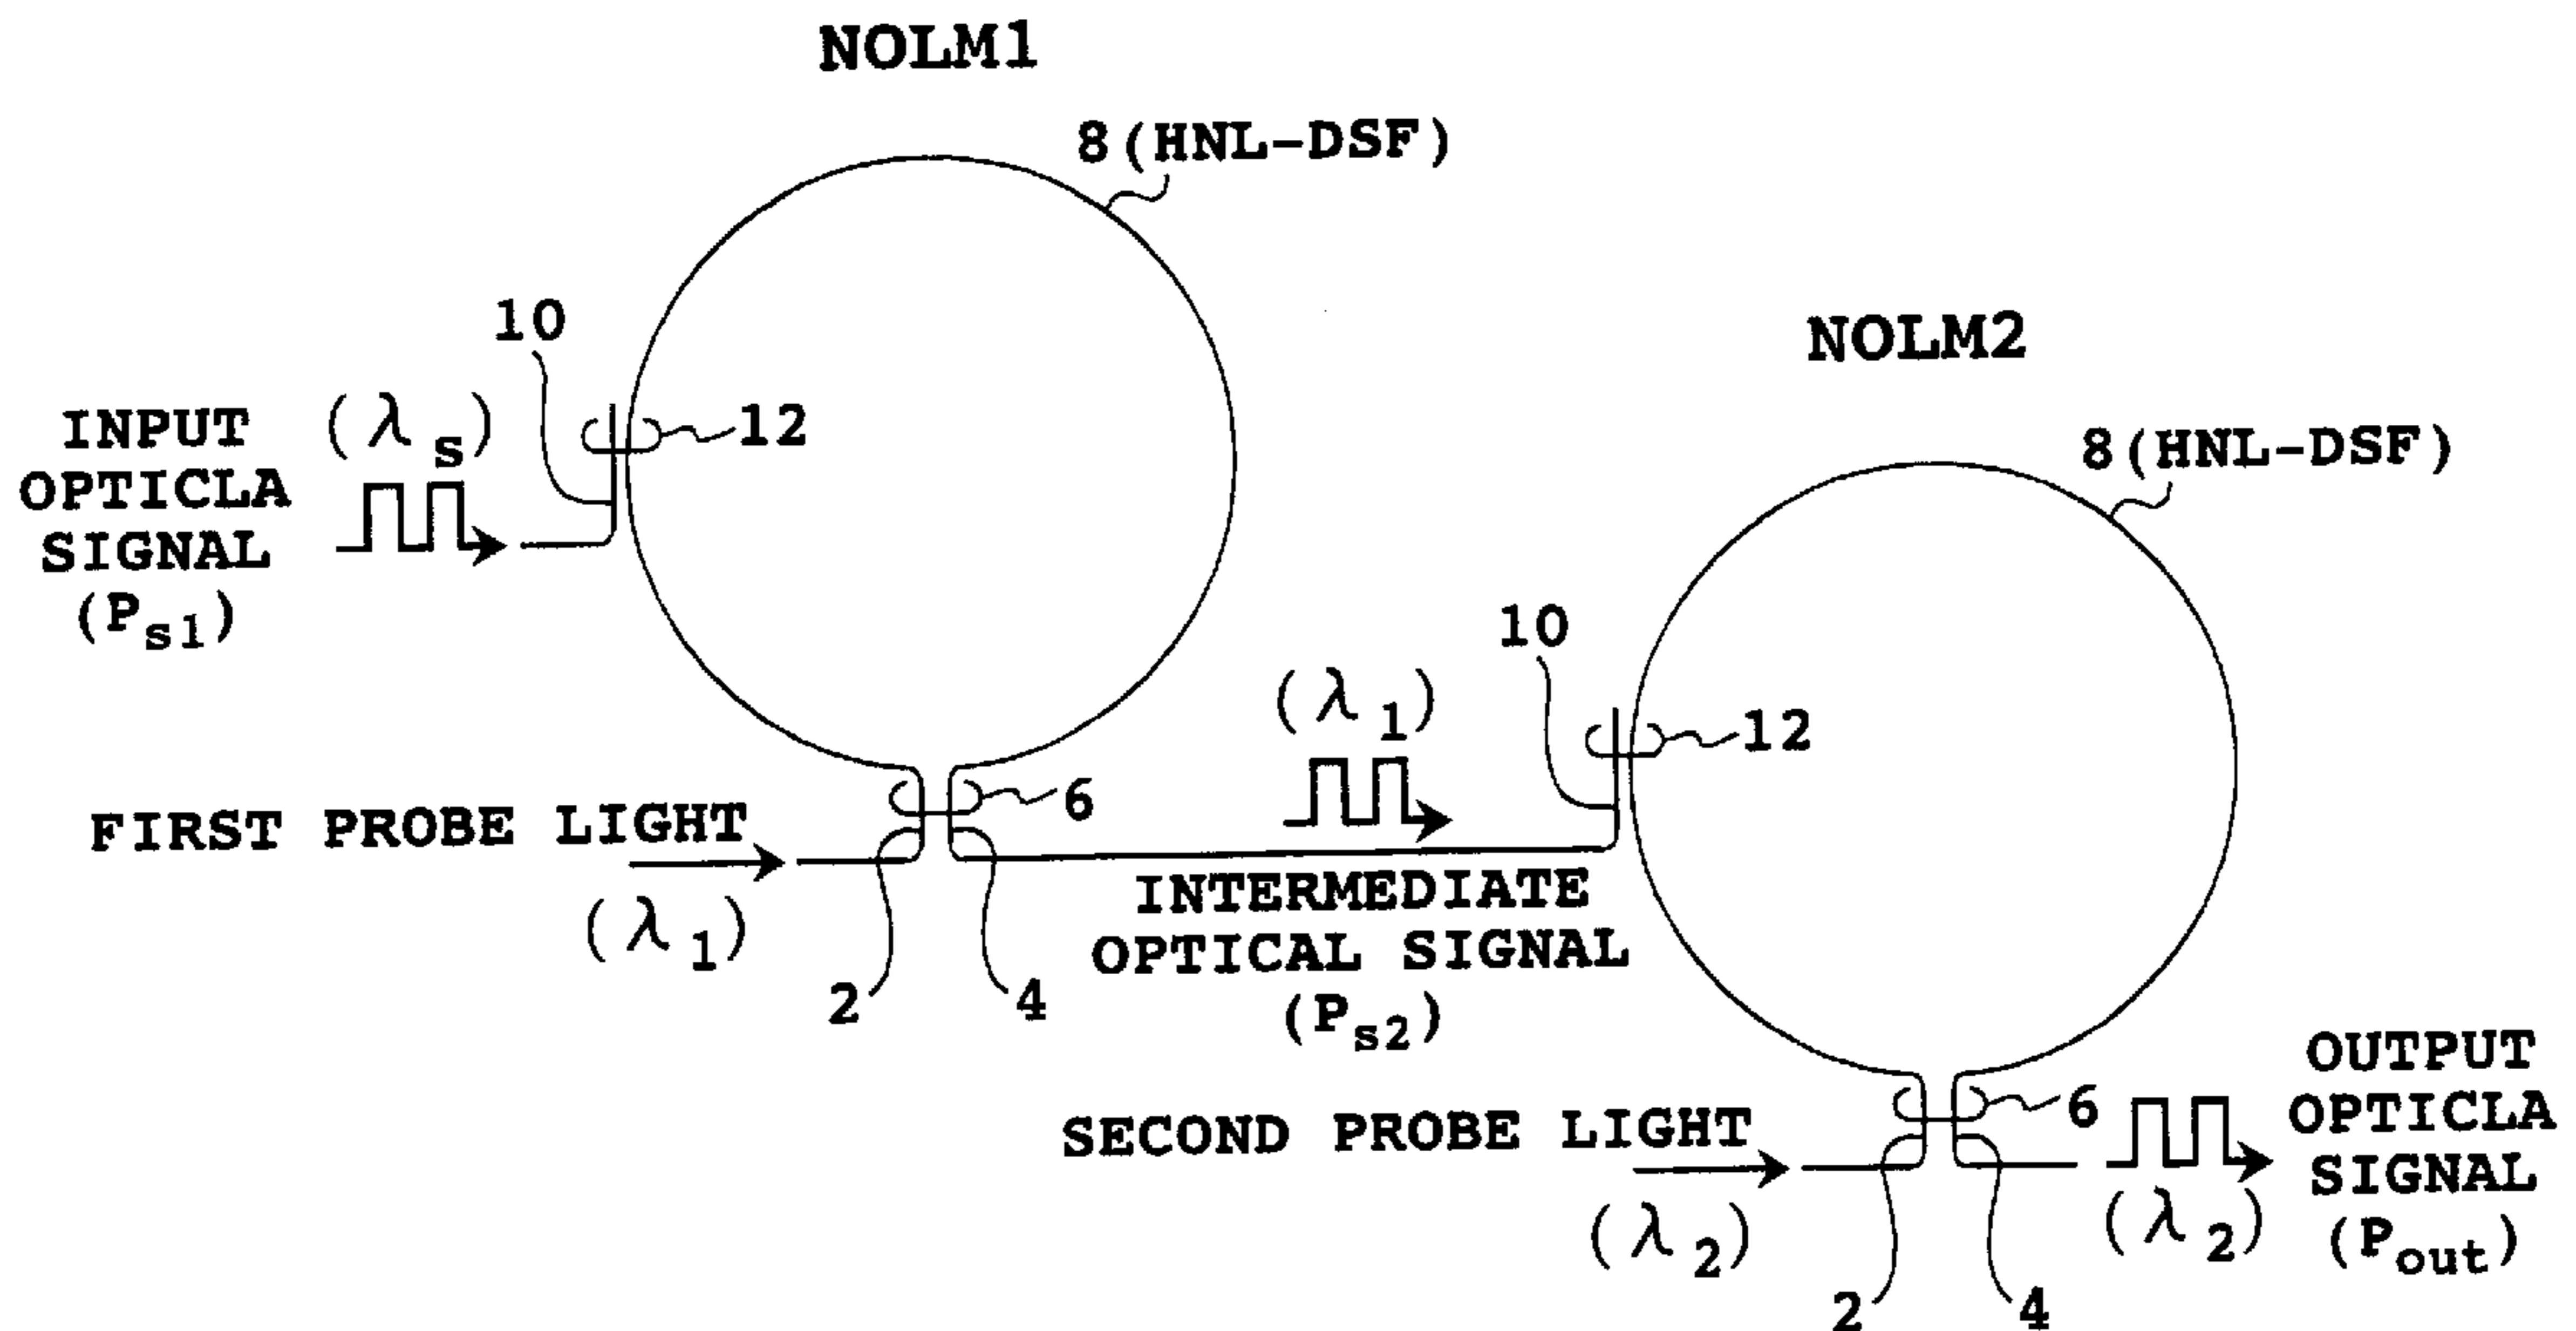 NOLM1
8(HNL-DSF)
10
12
INPUT
OPTICLA
SIGNAL
(Ps1)
(λs)
FIRST PROBE LIGHT
(λ1)
6
2
4
NOLM2
8(HNL-DSF)
10
12
(λ1)
INTERMEDIATE
OPTICAL SIGNAL
(Ps2)
SECOND PROBE LIGHT
(λ2)
6
2
4
(λ2)
OUTPUT
OPTICLA
SIGNAL
(Pout)